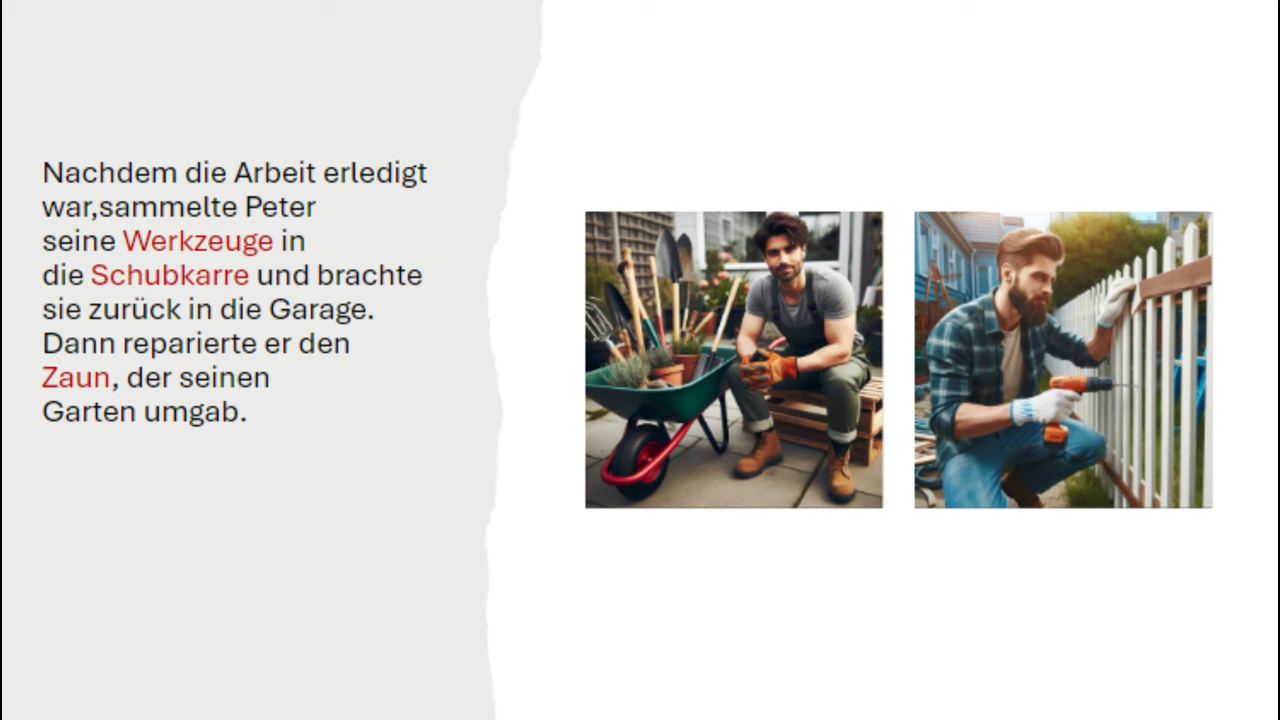 Nachdem die Arbeit erledigt
war,sammelte Peter
seine Werkzeuge in
die Schubkarre und brachte
sie zurück in die Garage.
Dann reparierte er den
Zaun, der seinen
Garten umgab.